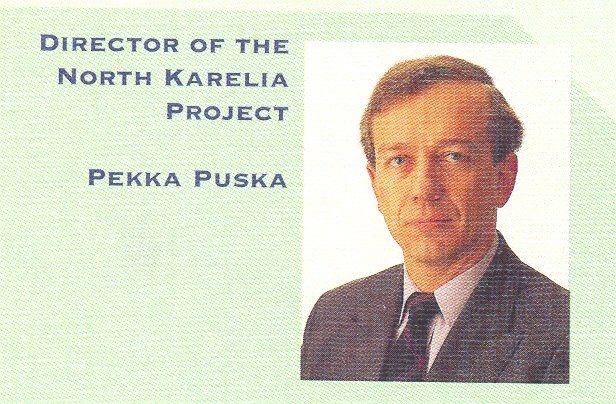 DIRECTOR OF THE
NORTH KARELIA
PROJECT
PEKKA PUSKA